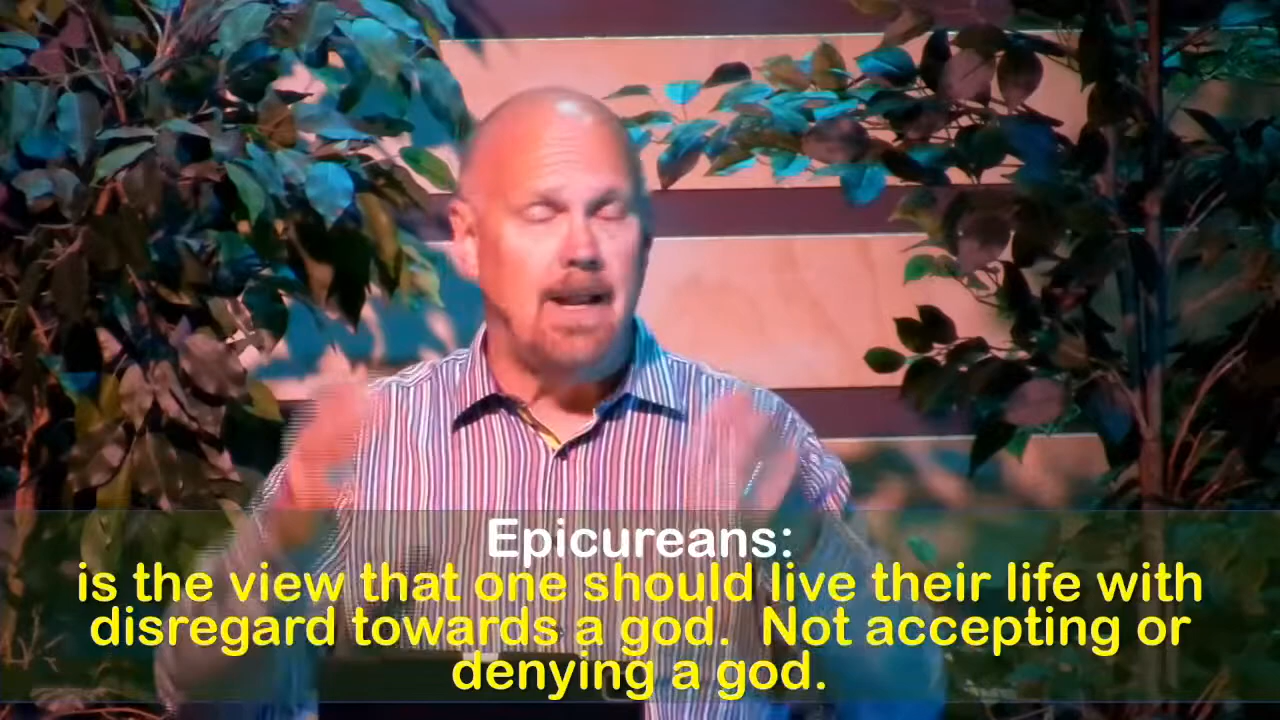 Epicureans:
is the view that one should live their life with
disregard towards a god.  Not accepting or
denying a god.